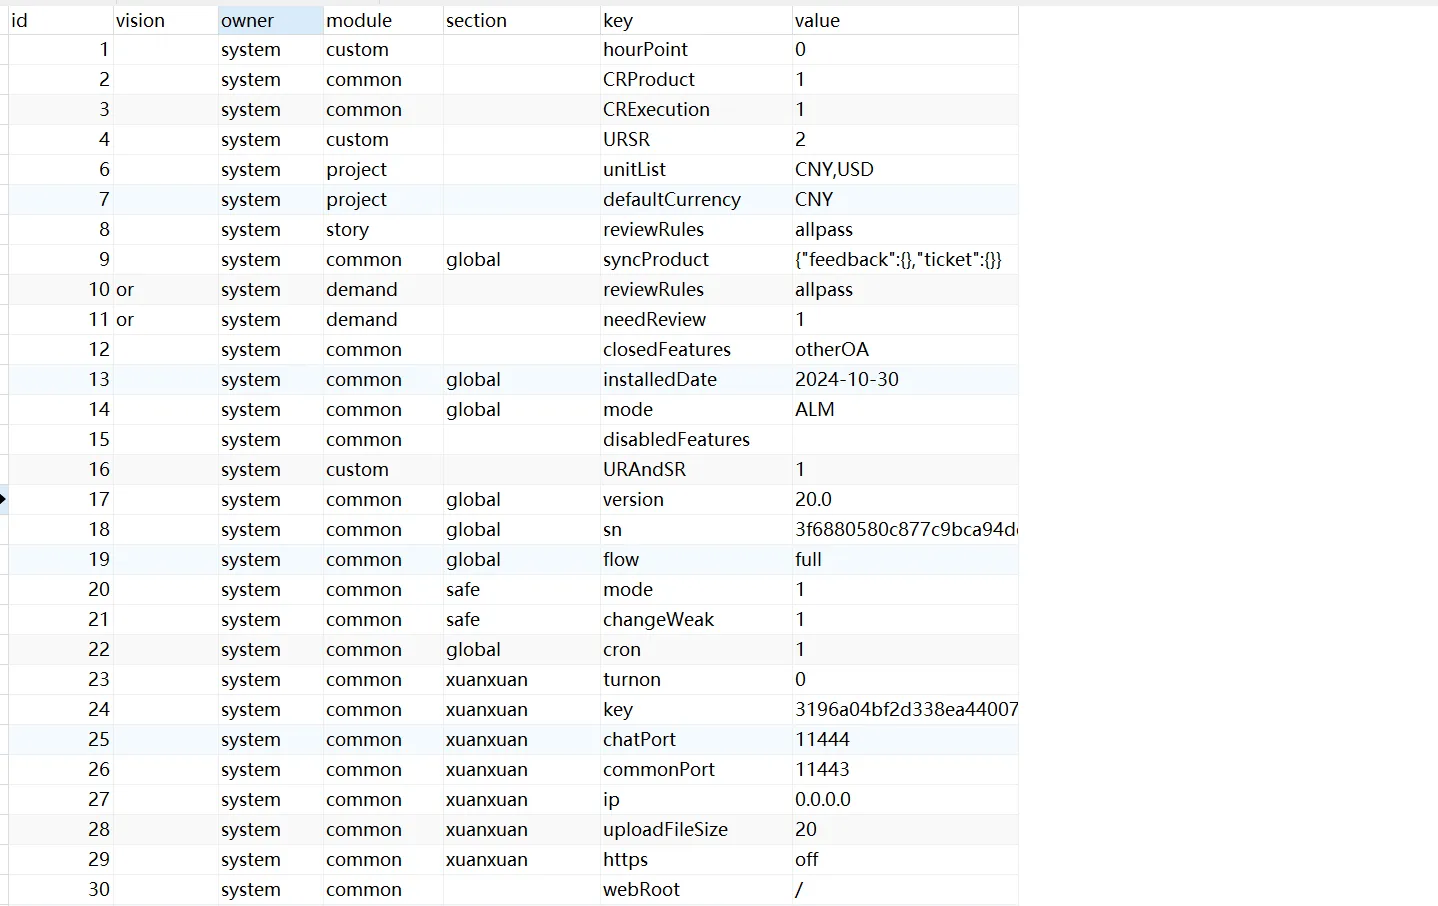 id vision owner module section key value
1 system custom hourPoint 0
2 system common CRProduct 1
3 system common CRExecution 1
4 system custom URSR 2
6 system project unitList CNY,USD
7 system project defaultCurrency CNY
8 system story reviewRules allpass
9 system common global syncProduct {"feedback":{},"ticket":{}}
10 or system demand reviewRules allpass
11 or system demand needReview 1
12 system common closedFeatures otherOA
13 system common global installedDate 2024-10-30
14 system common global mode ALM
15 system common disabledFeatures
16 system custom URAndSR 1
17 system common global version 20.0
18 system common global sn 3f6880580c877c9bca94d
19 system common global flow full
20 system common safe mode 1
21 system common safe changeWeak 1
22 system common global cron 1
23 system common xuanxuan turnon 0
24 system common xuanxuan key 3196a04bf2d338ea44007
25 system common xuanxuan chatPort 11444
26 system common xuanxuan commonPort 11443
27 system common xuanxuan ip 0.0.0.0
28 system common xuanxuan uploadFileSize 20
29 system common xuanxuan https off
30 system common webRoot /